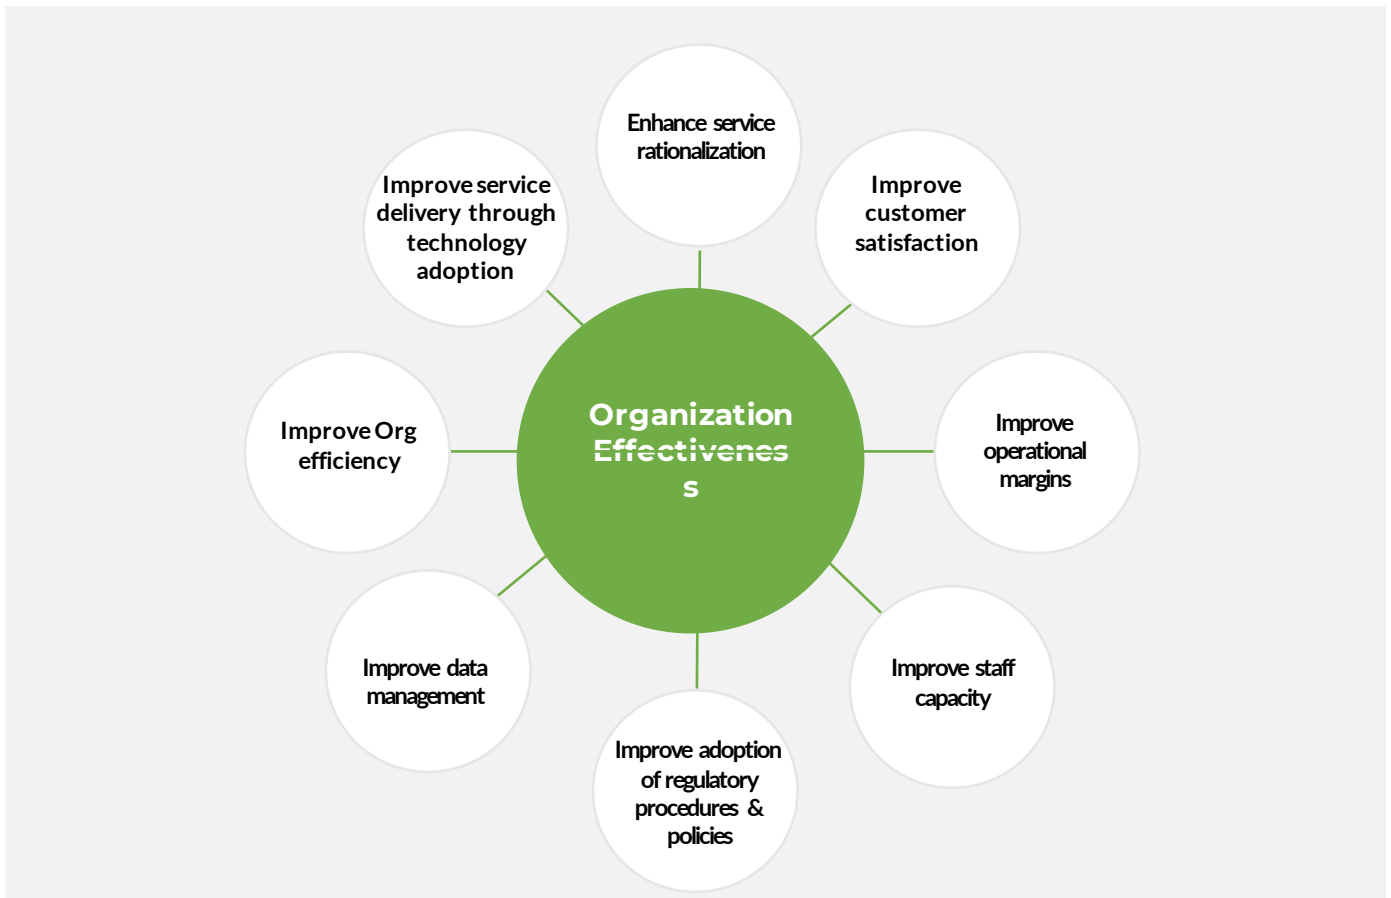 Enhance service
rationalization
Improve
customer
satisfaction
Improve service
delivery through
technology
adoption
Organization
Effectivenes
s
Improve Org
efficiency
Improve
operational
margins
Improve data
management
Improve staff
capacity
Improve adoption
of regulatory
procedures &
policies